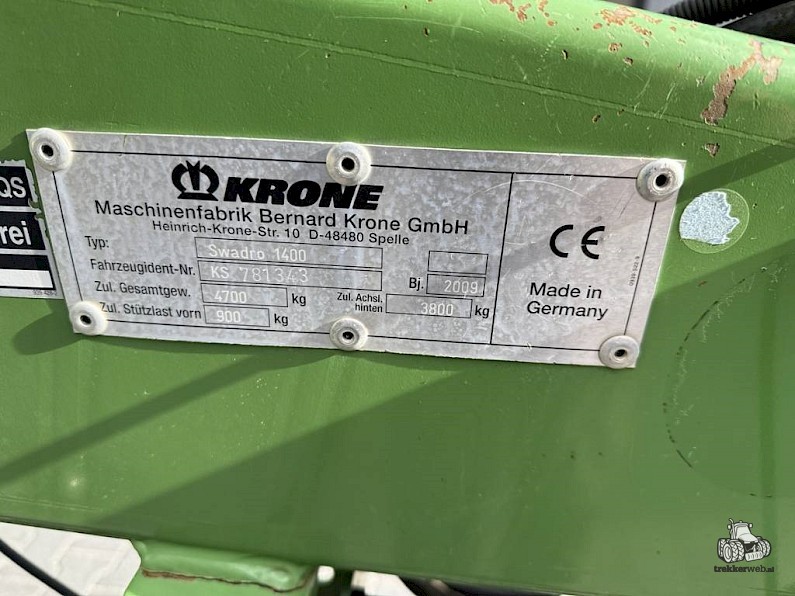 QS
rei
KRONE
Maschinenfabrik Bernard Krone GmbH
Heinrich-Krone-Str. 10 D-48480 Spelle
Typ: Swadro 1400
Fahrzeugident-Nr. KS 781343 Bj. 2009
Zul. Gesamtgew. 4700 kg Zul. Achsl. hinten 3800 kg
Zul. Stützlast vorn 900 kg
CE
Made in
Germany
trekkerweb.nl